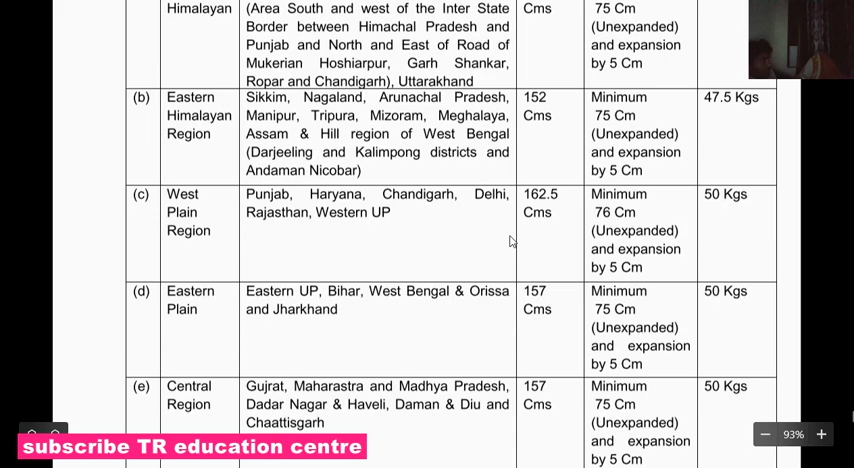 Himalayan (Area South and west of the Inter State Cms 75 Cm
Border between Himachal Pradesh and (Unexpanded)
Punjab and North and East of Road of and expansion
Mukerian Hoshiarpur, Garh Shankar, by 5 Cm
Ropar and Chandigarh), Uttarakhand
(b) Eastern Sikkim, Nagaland, Arunachal Pradesh, 152 Minimum 47.5 Kgs
Himalayan Manipur, Tripura, Mizoram, Meghalaya, Cms 75 Cm
Region Assam & Hill region of West Bengal (Unexpanded)
(Darjeeling and Kalimpong districts and and expansion
Andaman Nicobar) by 5 Cm
(c) West Punjab, Haryana, Chandigarh, Delhi, 162.5 Minimum 50 Kgs
Plain Rajasthan, Western UP Cms 76 Cm
Region (Unexpanded)
and expansion
by 5 Cm
(d) Eastern Eastern UP, Bihar, West Bengal & Orissa 157 Minimum 50 Kgs
Plain and Jharkhand Cms 75 Cm
(Unexpanded)
and expansion
by 5 Cm
(e) Central Gujrat, Maharastra and Madhya Pradesh, 157 Minimum 50 Kgs
Region Dadar Nagar & Haveli, Daman & Diu and Cms 75 Cm
Chaattisgarh (Unexpanded)
and expansion
by 5 Cm
93%
subscribe TR education centre